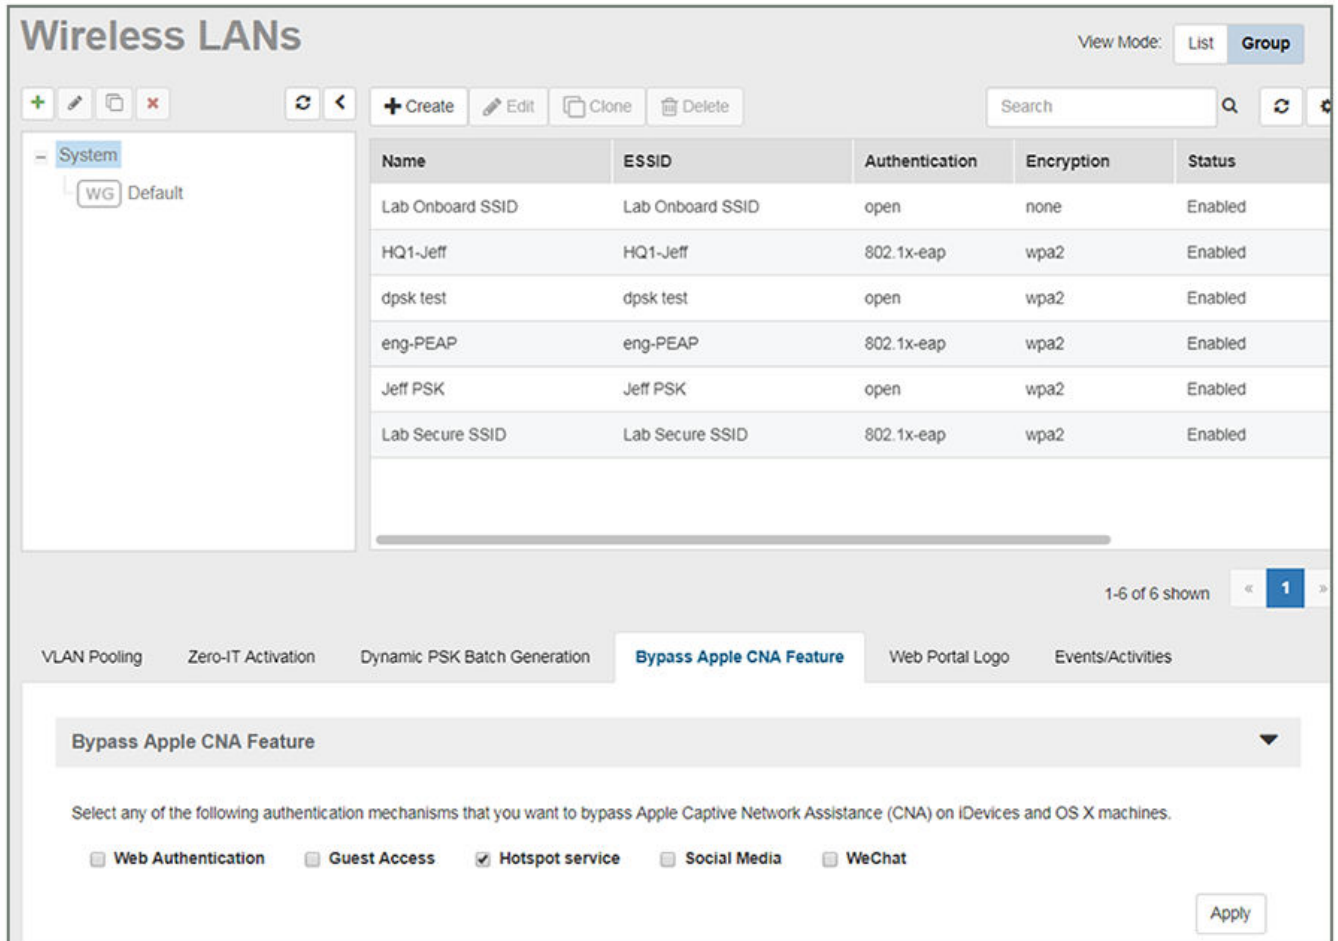 Wireless LANs
View Mode: List Group
Create Edit Clone Delete Search
System
WG Default
Name ESSID Authentication Encryption Status
Lab Onboard SSID Lab Onboard SSID open none Enabled
HQ1-Jeff HQ1-Jeff 802.1x-eap wpa2 Enabled
dpsk test dpsk test open wpa2 Enabled
eng-PEAP eng-PEAP 802.1x-eap wpa2 Enabled
Jeff PSK Jeff PSK open wpa2 Enabled
Lab Secure SSID Lab Secure SSID 802.1x-eap wpa2 Enabled
1-6 of 6 shown « 1 »
VLAN Pooling Zero-IT Activation Dynamic PSK Batch Generation Bypass Apple CNA Feature Web Portal Logo Events/Activities
Bypass Apple CNA Feature
Select any of the following authentication mechanisms that you want to bypass Apple Captive Network Assistance (CNA) on iDevices and OS X machines.
Web Authentication Guest Access Hotspot service Social Media WeChat
Apply